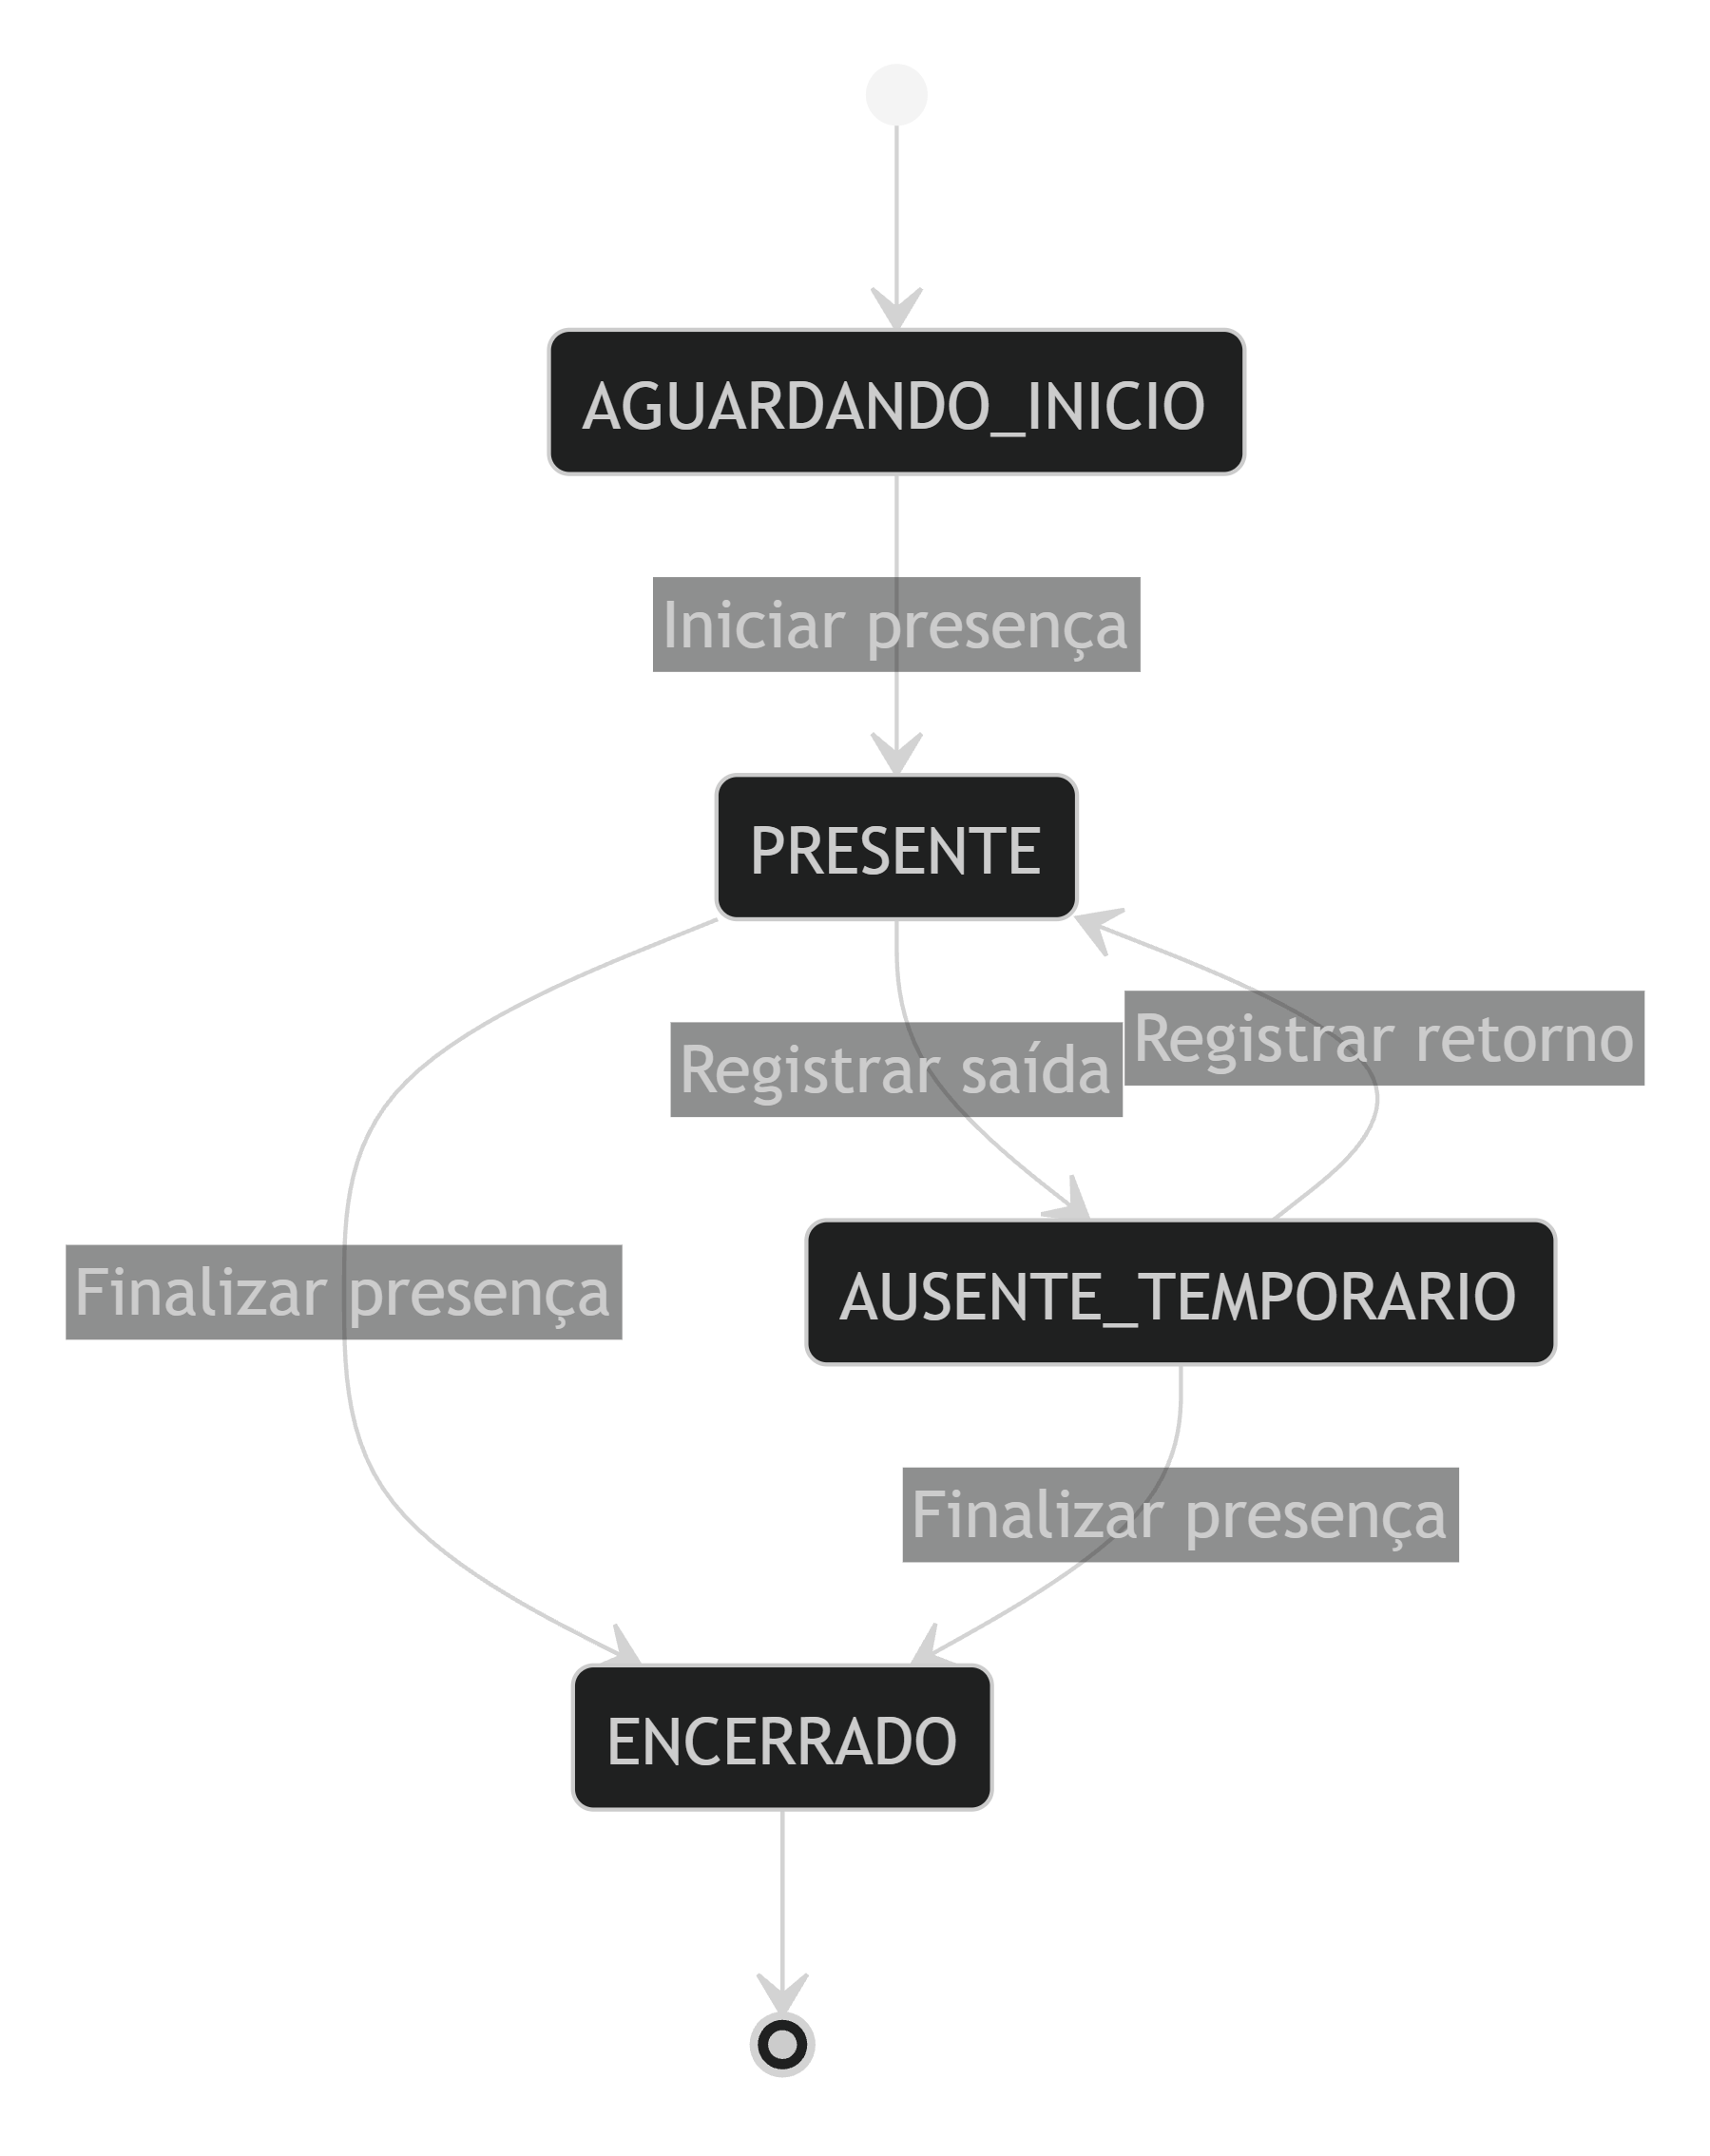 AGUARDANDO_INICIO
Iniciar presença
PRESENTE
Registrar retorno
Registrar saída
Finalizar presença
AUSENTE_TEMPORARIO
Finalizar presença
ENCERRADO